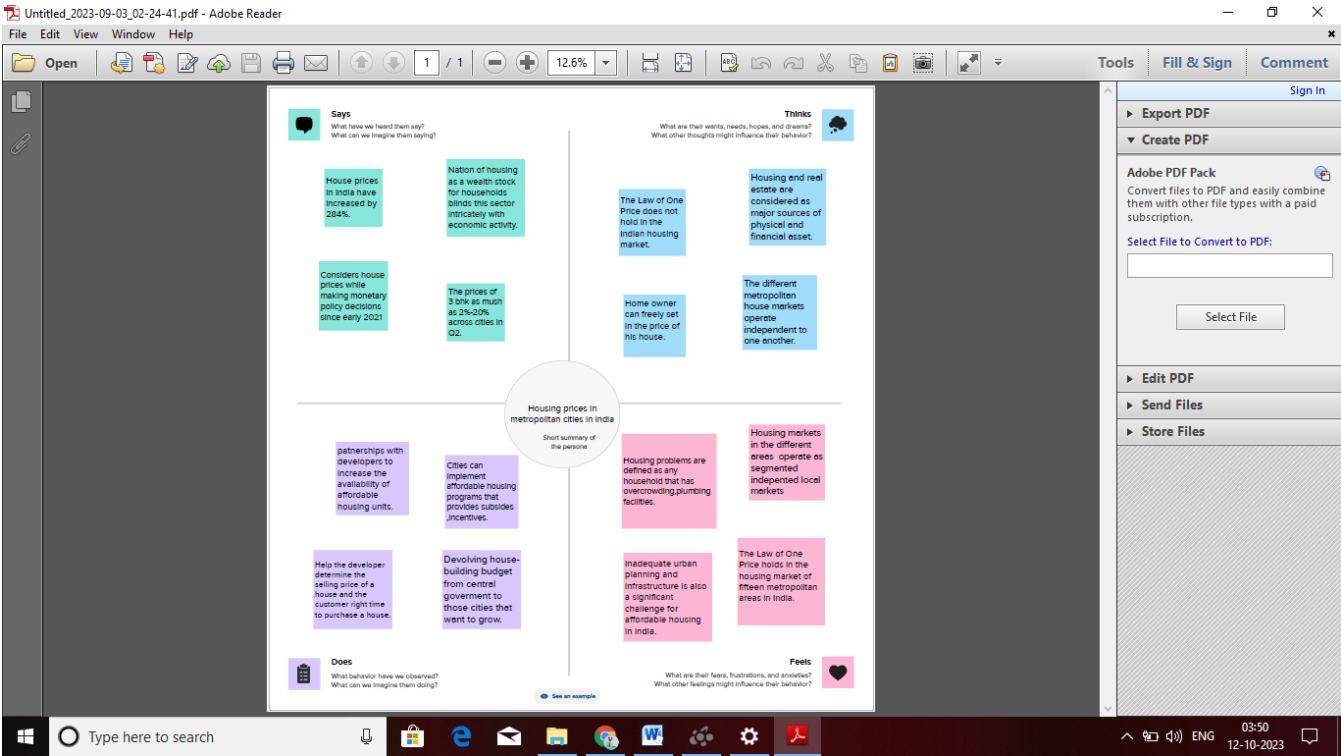 Untitled_2023-09-03_02-24-41.pdf - Adobe Reader
File Edit View Window Help
Open
1 / 1
12.6%
Tools Fill & Sign Comment
Sign In
Export PDF
Create PDF
Adobe PDF Pack
Convert files to PDF and easily combine
them with other file types with a paid
subscription.
Select File to Convert to PDF:
Select File
Edit PDF
Send Files
Store Files
Says
What have we heard them say?
What can we imagine them saying?
House prices
in India have
increased by
284%.
Nation of housing
as a wealth stock
for households
blinds this sector
intricately with
economic activity.
Considers house
prices while
making monetary
policy decisions
since early 2021
The prices of
3 bhk as mush
as 2%-20%
across cities in
Q2.
Thinks
What are their wants, needs, hopes, and dreams?
What other thoughts might influence their behavior?
The Law of One
Price does not
hold in the
Indian housing
market.
Housing and real
estate are
considered as
major sources of
physical and
financial asset.
Home owner
can freely set
in the price of
his house.
The different
metropolitan
house markets
operate
independent to
one another.
Housing prices in
metropolitan cities in India
Short summary of
the persona
patnerships with
developers to
increase the
availability of
affordable
housing units.
Cities can
implement
affordable housing
programs that
provides subsides
,incentives.
Help the developer
determine the
selling price of a
house and the
customer right time
to purchase a house.
Devolving house-
building budget
from central
goverment to
those cities that
want to grow.
Does
What behavior have we observed?
What can we imagine them doing?
Housing problems are
defined as any
household that has
overcrowding,plumbing
facilities.
Housing markets
in the different
areas operate as
segmented
indepented local
markets
Inadequate urban
planning and
infrastructure is also
a significant
challenge for
affordable housing
in India.
The Law of One
Price holds in the
housing market of
fifteen metropolitan
areas in India.
Feels
What are their fears, frustrations, and anxieties?
What other feelings might influence their behavior?
See an example
Type here to search
ENG
03:50
12-10-2023